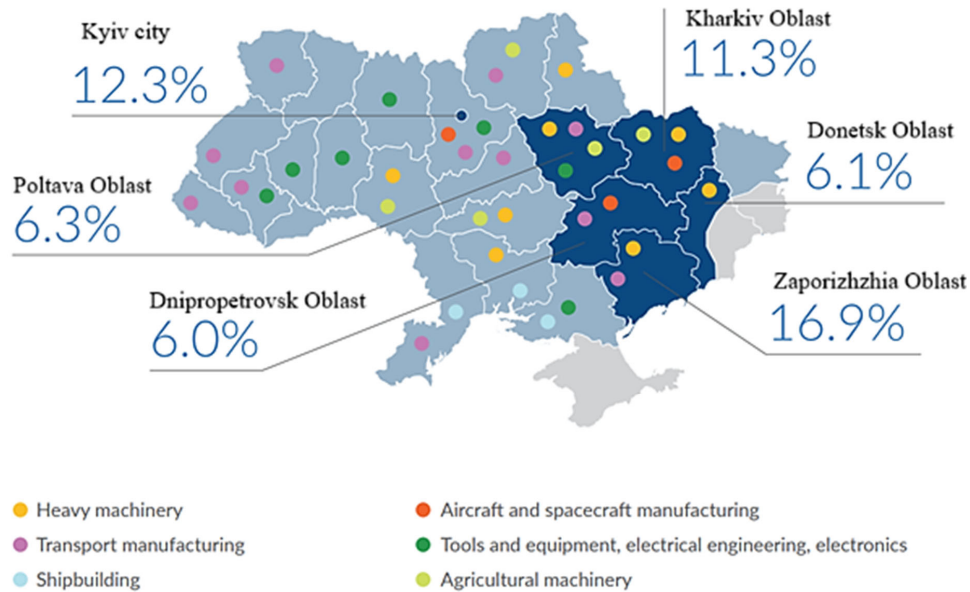 Kyiv city
12.3%
Kharkiv Oblast
11.3%
Donetsk Oblast
6.1%
Poltava Oblast
6.3%
Zaporizhzhia Oblast
16.9%
Dnipropetrovsk Oblast
6.0%
Heavy machinery
Transport manufacturing
Shipbuilding
Aircraft and spacecraft manufacturing
Tools and equipment, electrical engineering, electronics
Agricultural machinery